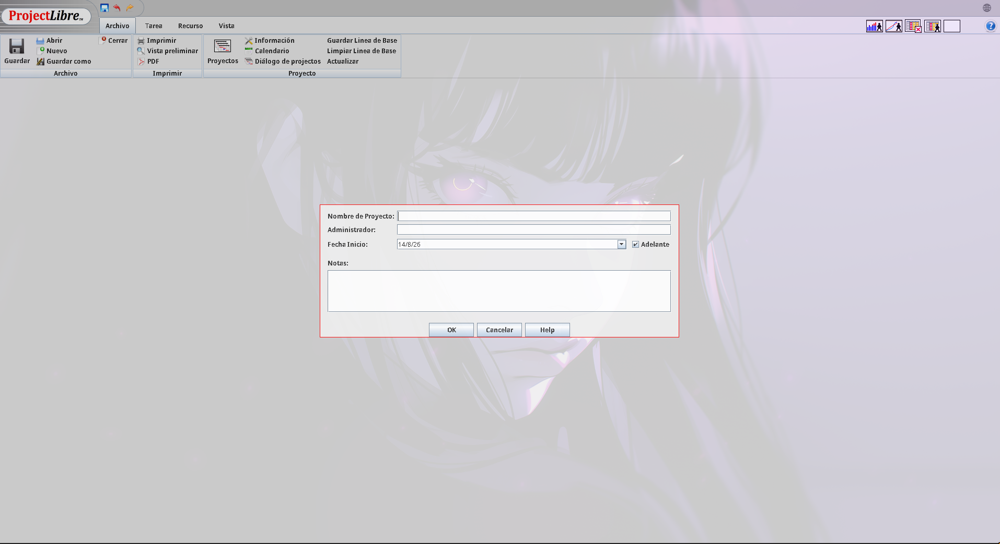 ProjectLibre™
Archivo Tarea Recurso Vista
Guardar
Abrir
Nuevo
Guardar como
Cerrar
Archivo
Imprimir
Vista preliminar
PDF
Imprimir
Proyectos
Información
Calendario
Diálogo de projectos
Guardar Linea de Base
Limpiar Linea de Base
Actualizar
Proyecto
Nombre de Proyecto:
Administrador:
Fecha Inicio: 14/8/26 Adelante
Notas:
OK Cancelar Help